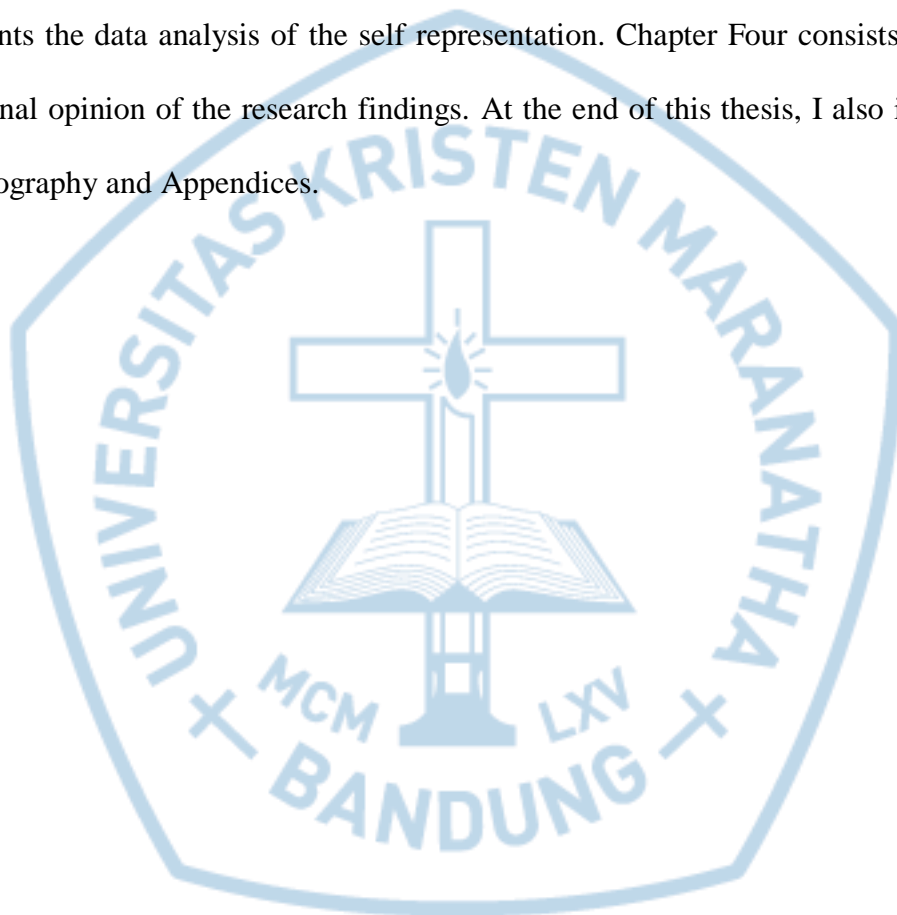 nts the data analysis of the self representation. Chapter Four consists
nal opinion of the research findings. At the end of this thesis, I also i
ography and Appendices.
UNIVERSITAS KRISTEN MARANATHA
MCM LXV
BANDUNG